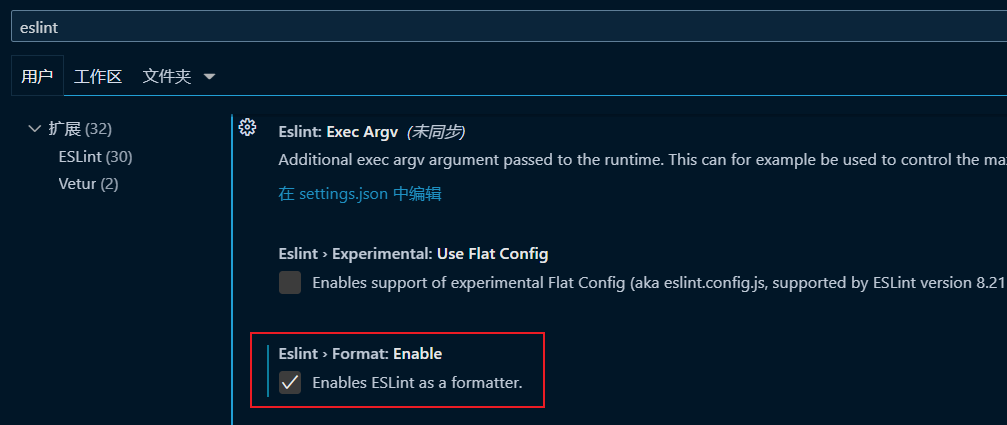 eslint
用户 工作区 文件夹
扩展 (32)
ESLint (30)
Vetur (2)
Eslint: Exec Argv (未同步)
Additional exec argv argument passed to the runtime. This can for example be used to control the
在 settings.json 中编辑
Eslint › Experimental: Use Flat Config
Enables support of experimental Flat Config (aka eslint.config.js, supported by ESLint version 8.21
Eslint › Format: Enable
Enables ESLint as a formatter.